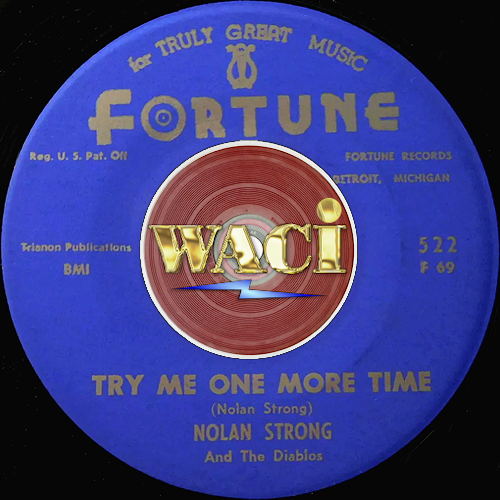 for TRULY GREAT MUSIC
FORTUNE
Reg. U. S. Pat. Off
FORTUNE RECORDS
DETROIT, MICHIGAN
WACi
Trianon Publications
BMI
522
F 69
TRY ME ONE MORE TIME
(Nolan Strong)
NOLAN STRONG
And The Diablos